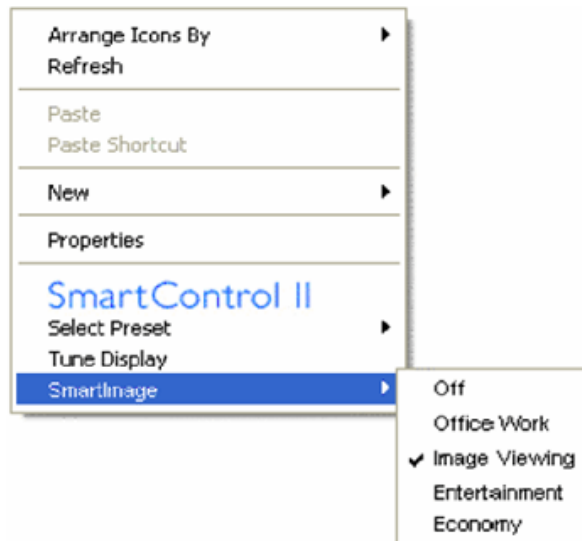 Arrange Icons By
Refresh
Paste
Paste Shortcut
New
Properties
SmartControl II
Select Preset
Tune Display
SmartImage
Off
Office Work
Image Viewing
Entertainment
Economy